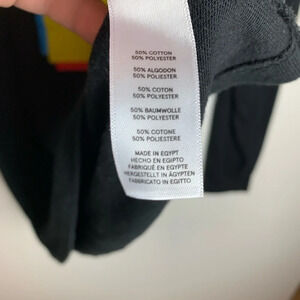 50% COTTON
50% POLYESTER
50% ALGODON
50% POLIESTER
50% COTON
50% POLYESTER
50% BAUMWOLLE
50% POLYESTER
50% COTONE
50% POLIESTERE
MADE IN EGYPT
HECHO EN EGIPTO
FABRIQUÉ EN EGYPTE
HERGESTELLT IN ÄGYPTEN
FABBRICATO IN EGITTO